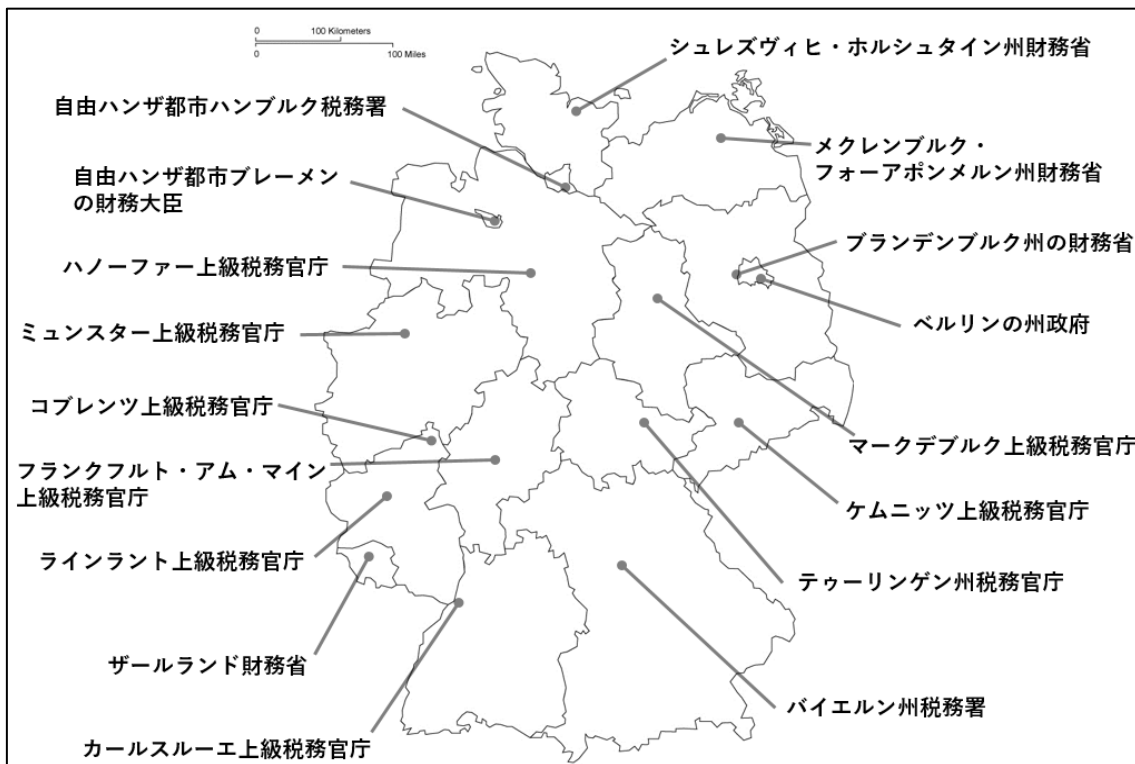 0 100 Kilometers
0 100 Miles
シュレズヴィヒ・ホルシュタイン州財務省
自由ハンザ都市ハンブルク税務署
メクレンブルク・
フォーアポンメルン州財務省
自由ハンザ都市ブレーメン
の財務大臣
ブランデンブルク州の財務省
ハノーファー上級税務官庁
ベルリンの州政府
ミュンスター上級税務官庁
コブレンツ上級税務官庁
マークデブルク上級税務官庁
フランクフルト・アム・マイン
上級税務官庁
ケムニッツ上級税務官庁
ラインラント上級税務官庁
テゥーリンゲン州税務官庁
ザールランド財務省
バイエルン州税務署
カールスルーエ上級税務官庁